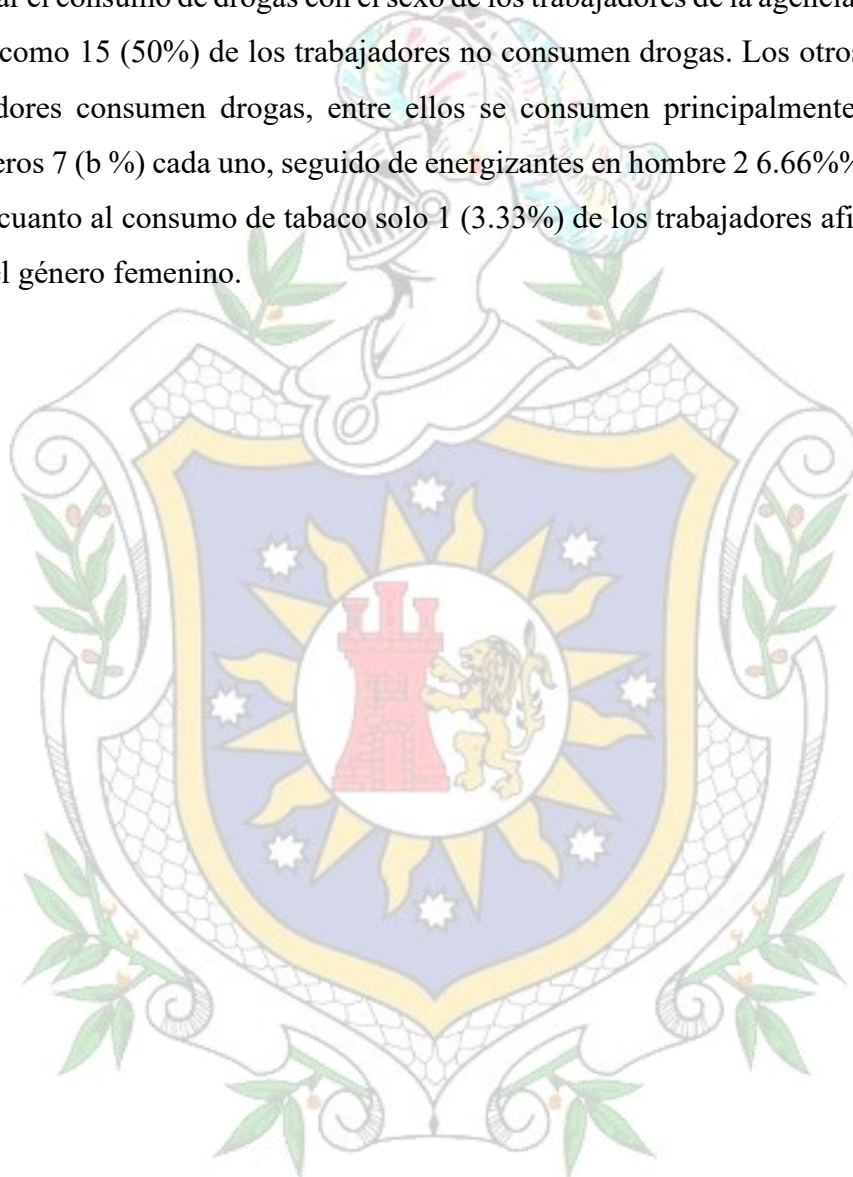 ar el consumo de drogas con el sexo de los trabajadores de la agencia
como 15 (50%) de los trabajadores no consumen drogas. Los otros
dores consumen drogas, entre ellos se consumen principalmente
eros 7 (b %) cada uno, seguido de energizantes en hombre 2 6.66%%
cuanto al consumo de tabaco solo 1 (3.33%) de los trabajadores afi
el género femenino.